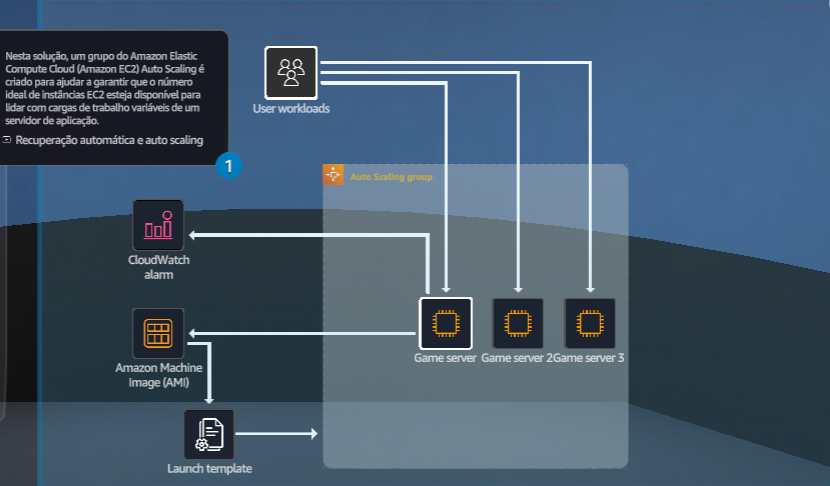 Nesta solução, um grupo do Amazon Elastic
Compute Cloud (Amazon EC2) Auto Scaling é
criado para ajudar a garantir que o número
ideal de instâncias EC2 esteja disponível para
lidar com cargas de trabalho variáveis de um
servidor de aplicação.
Recuperação automática e auto scaling
1
User workloads
Auto Scaling group
CloudWatch
alarm
Game server
Game server 2
Game server 3
Amazon Machine
Image (AMI)
Launch template